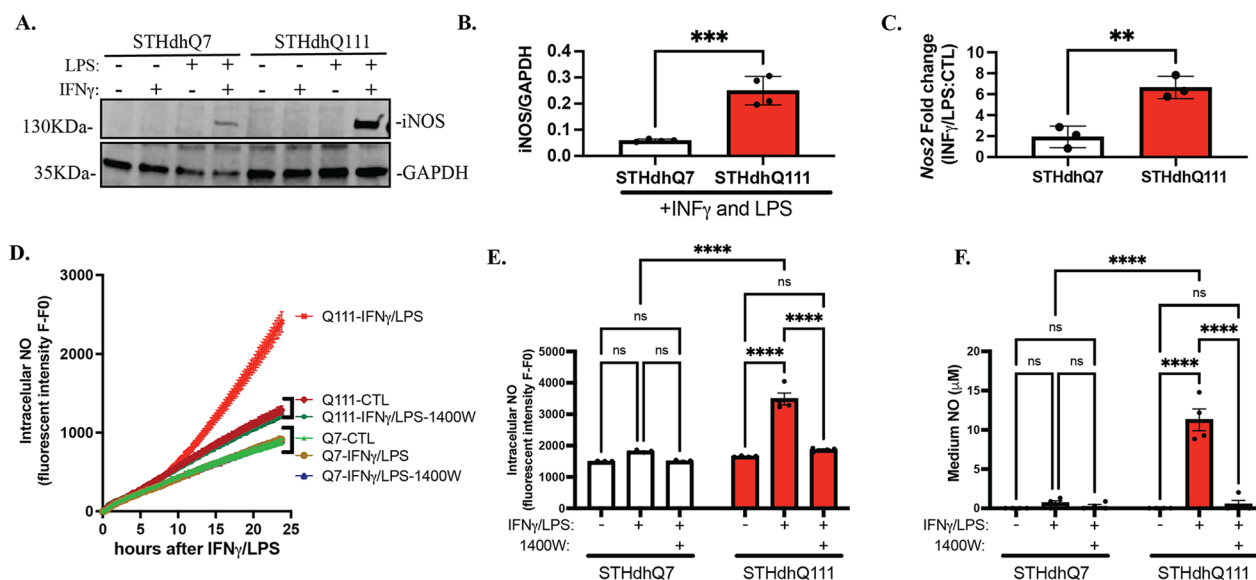 A.
STHdhQ7 STHdhQ111
LPS: - - + + - - + +
IFNγ: - + - + - + - +
130KDa- -iNOS
35KDa- -GAPDH
B.
iNOS/GAPDH
0.4
0.3
0.2
0.1
0.0
***
STHdhQ7 STHdhQ111
+INFγ and LPS
C.
Nos2 Fold change
(INFγ/LPS:CTL)
10
8
6
4
2
0
**
STHdhQ7 STHdhQ111
D.
Intracelular NO
(fluorescent intensity F-F0)
3000
2000
1000
0
0 5 10 15 20 25
hours after IFNγ/LPS
Q111-IFNγ/LPS
Q111-CTL
Q111-IFNγ/LPS-1400W
Q7-CTL
Q7-IFNγ/LPS
Q7-IFNγ/LPS-1400W
E.
Intracellular NO
(fluorescent intensity F-F0)
5000
4000
3000
2000
1000
0
****
ns
ns
ns ns
**** ****
IFNγ/LPS: - + + - + +
1400W: + +
STHdhQ7 STHdhQ111
F.
Medium NO (μM)
20
15
10
5
0
****
ns
ns
ns ns
**** ****
IFNγ/LPS: - + + - + +
1400W: + +
STHdhQ7 STHdhQ111